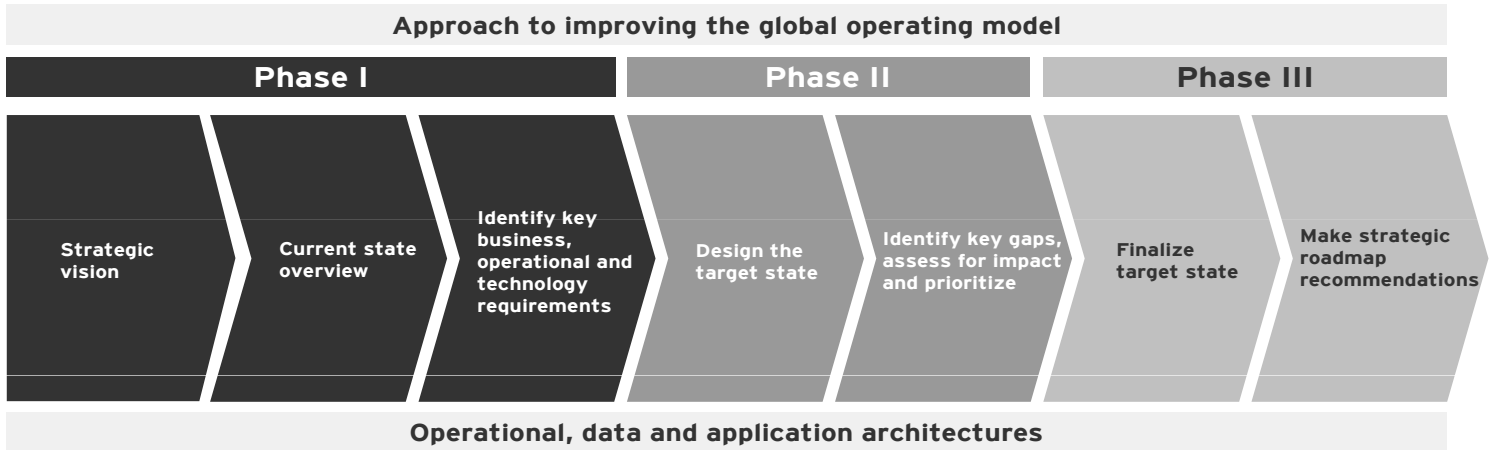 Approach to improving the global operating model
Phase I
Phase II
Phase III
Strategic
vision
Current state
overview
Identify key
business,
operational and
technology
requirements
Design the
target state
Identify key gaps,
assess for impact
and prioritize
Finalize
target state
Make strategic
roadmap
recommendations
Operational, data and application architectures